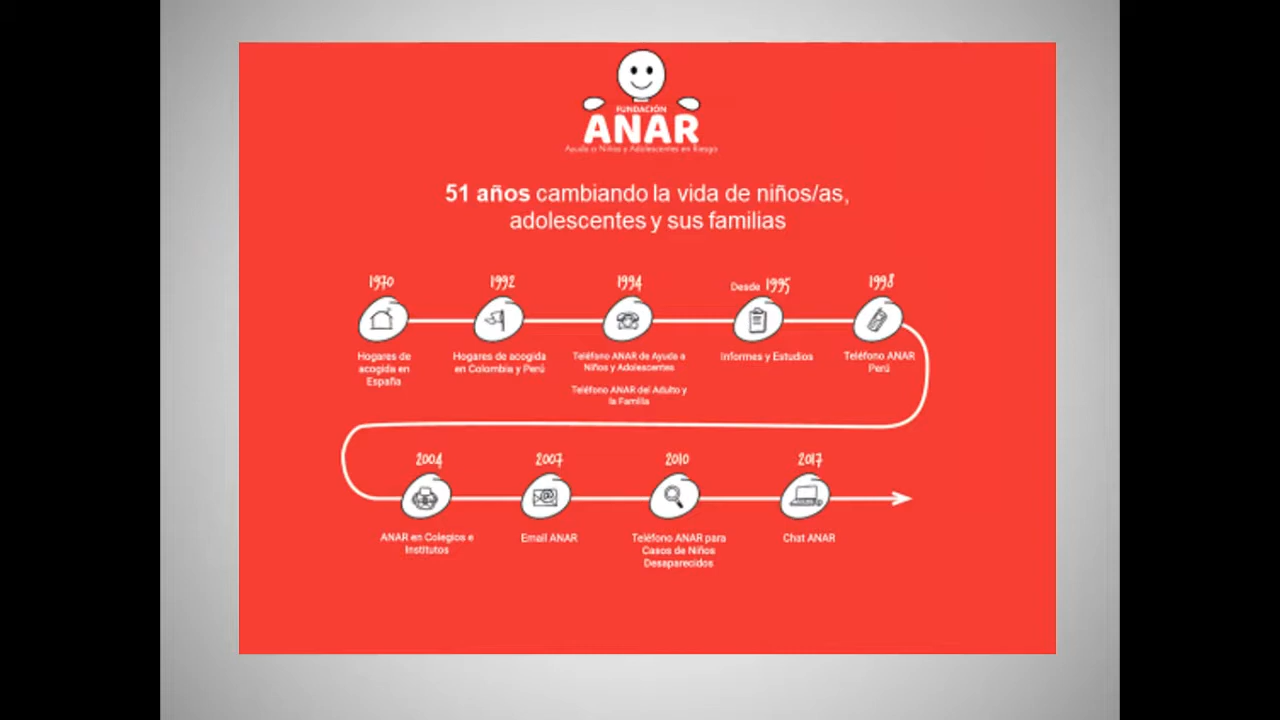 FUNDACIÓN
ANAR
Ayuda a Niños y Adolescentes en Riesgo
51 años cambiando la vida de niños/as,
adolescentes y sus familias
1970
Hogares de
acogida en
España
1992
Hogares de acogida
en Colombia y Perú
1994
Teléfono ANAR de Ayuda a
Niños y Adolescentes
Teléfono ANAR del Adulto y
la Familia
Desde 1995
Informes y Estudios
1998
Teléfono ANAR
Perú
2004
ANAR en Colegios e
Institutos
2007
Email ANAR
2010
Teléfono ANAR para
Casos de Niños
Desaparecidos
2017
Chat ANAR